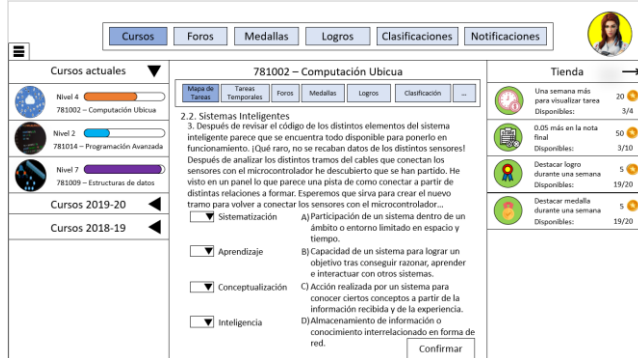 Cursos
Foros
Medallas
Logros
Clasificaciones
Notificaciones
Cursos actuales
Nivel 4
781002 – Computación Ubicua
Nivel 2
781014 – Programación Avanzada
Nivel 7
781009 – Estructuras de datos
Cursos 2019-20
Cursos 2018-19
781002 – Computación Ubicua
Mapa de
Tareas
Tareas
Temporales
Foros
Medallas
Logros
Clasificación
...
2.2. Sistemas Inteligentes
3. Después de revisar el código de los distintos elementos del sistema
inteligente parece que se encuentra todo disponible para ponerlo en
funcionamiento. ¡Qué raro, no se recaban datos de los distintos sensores!
Después de analizar los distintos tramos del cables que conectan los
sensores con el microcontrolador he descubierto que se han partido. He
visto en un panel lo que parece una pista de como conectar a partir de
distintas relaciones a formar. Esperemos que sirva para crear el nuevo
tramo para volver a conectar los sensores con el microcontrolador...
Sistematización
Aprendizaje
Conceptualización
Inteligencia
A) Participación de un sistema dentro de un
ámbito o entorno limitado en espacio y
tiempo.
B) Capacidad de un sistema para lograr un
objetivo tras conseguir razonar, aprender
e interactuar con otros sistemas.
C) Acción realizada por un sistema para
conocer ciertos conceptos a partir de la
información recibida y de la experiencia.
D) Almacenamiento de información o
conocimiento interrelacionado en forma de
red.
Confirmar
Tienda
Una semana más
para visualizar tarea
20
Disponibles: 3/4
0.05 más en la nota
final
50
Disponibles: 3/10
Destacar logro
durante una semana
5
Disponibles: 19/20
Destacar medalla
durante una semana
5
Disponibles: 19/20